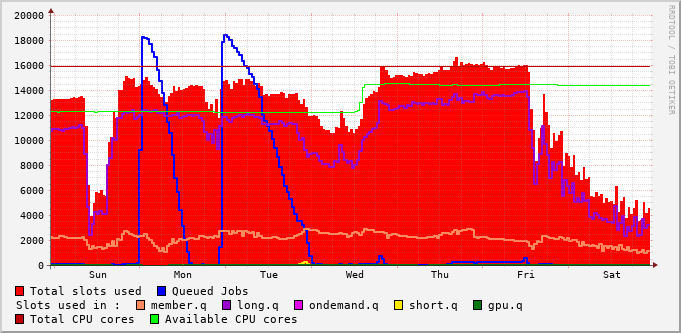 20000
18000
16000
14000
12000
10000
8000
6000
4000
2000
0
Sun Mon Tue Wed Thu Fri Sat
RRDTOOL / TOBI OETIKER
Total slots used Queued Jobs
Slots used in : member.q long.q ondemand.q short.q gpu.q
Total CPU cores Available CPU cores